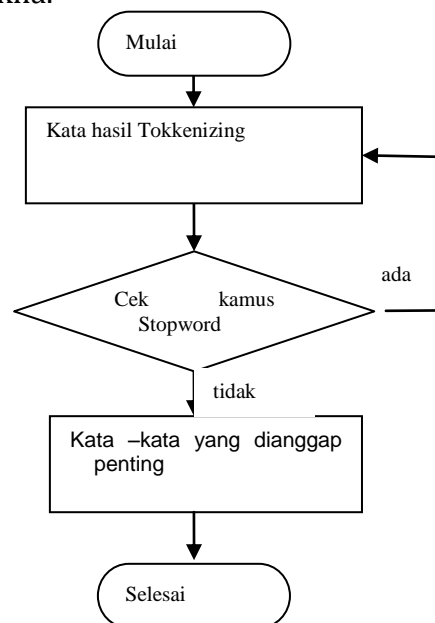 Mulai
Kata hasil Tokkenizing
ada
Cek kamus
Stopword
tidak
Kata –kata yang dianggap
penting
Selesai